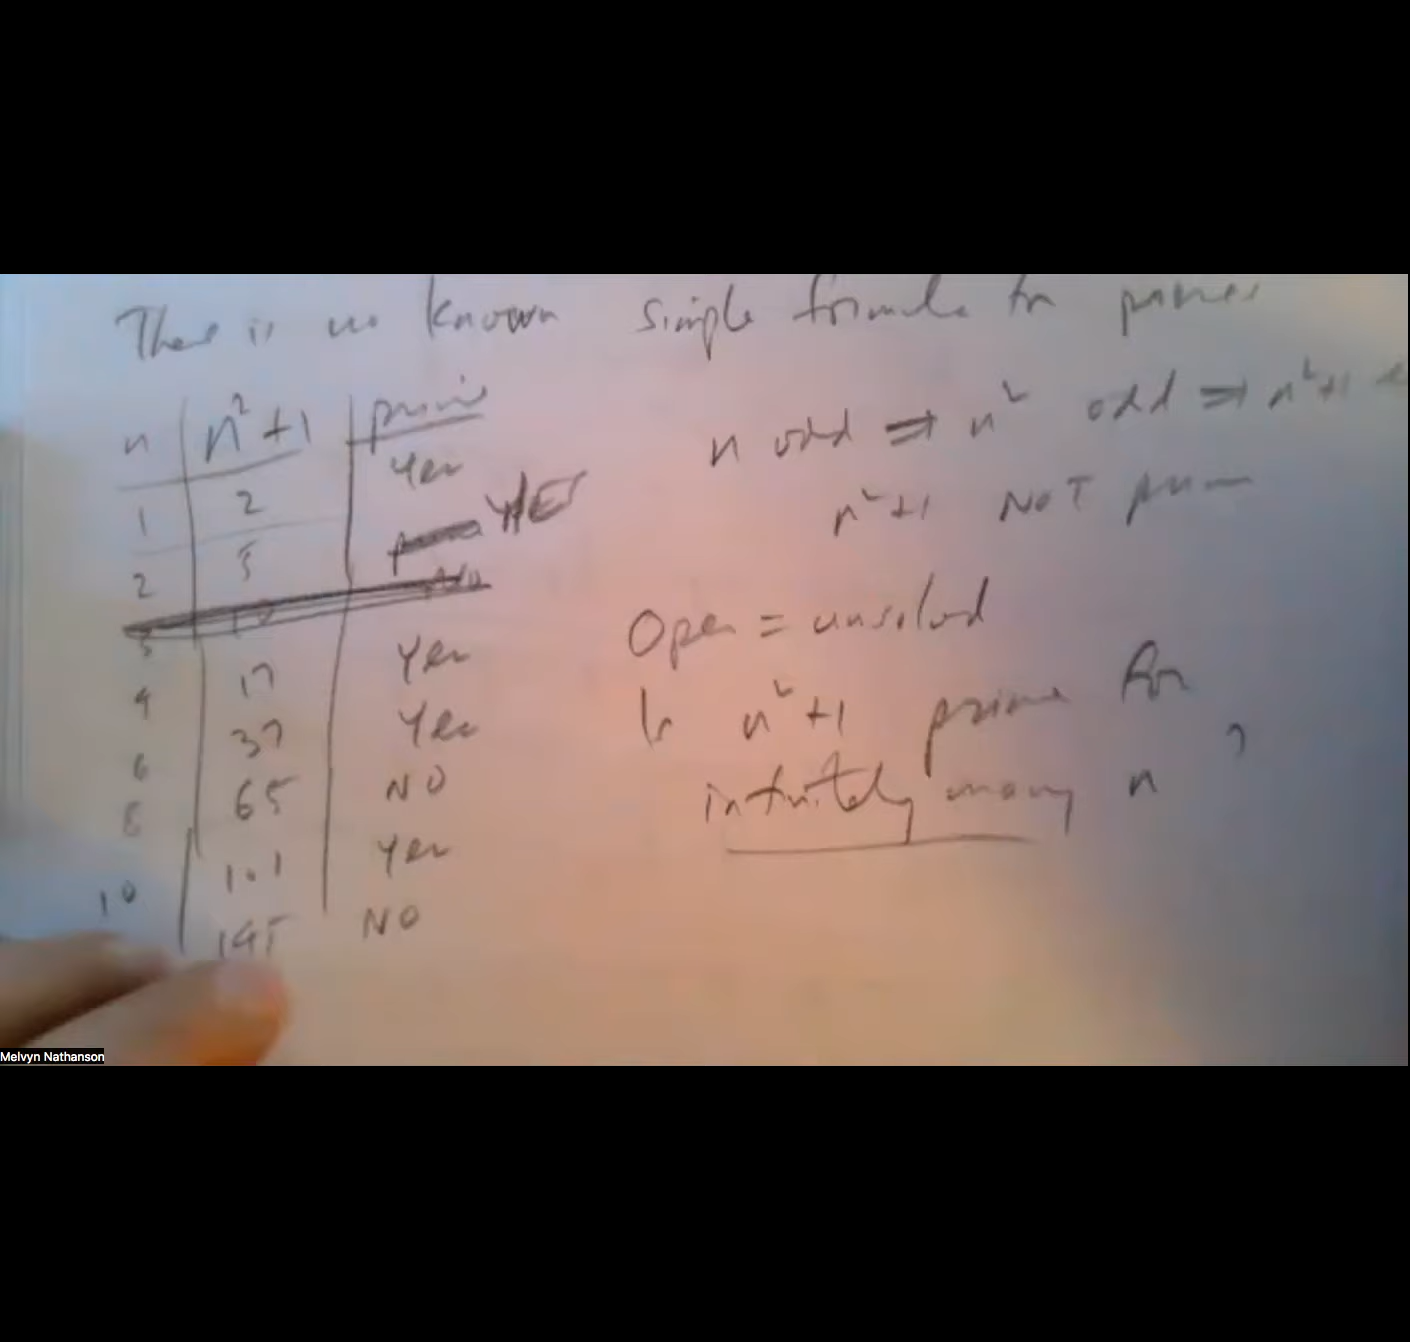 There is no known simple formula for primes
n n²+1 prime
1 2 Yes
2 5 YES
3 10 No
4 17 Yes
6 37 Yes
8 65 NO
10 101 Yes
145 NO
n odd ⇒ n² odd ⇒ n²+1
n²+1 NOT prime
Open = unsolved
Is n²+1 prime for
infinitely many n ?
Melvyn Nathanson